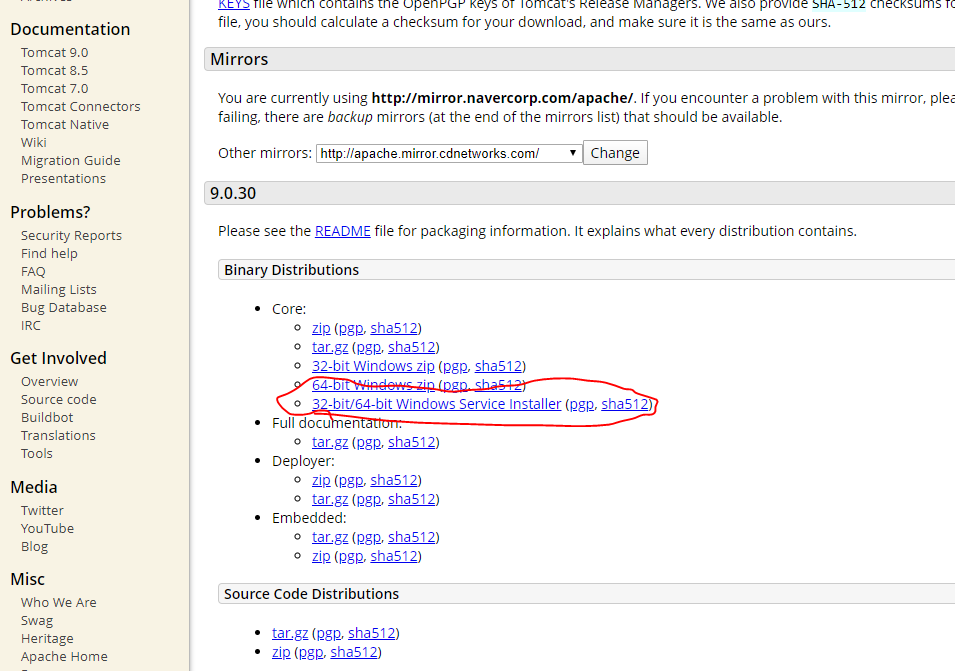 Documentation
Tomcat 9.0
Tomcat 8.5
Tomcat 7.0
Tomcat Connectors
Tomcat Native
Wiki
Migration Guide
Presentations
Problems?
Security Reports
Find help
FAQ
Mailing Lists
Bug Database
IRC
Get Involved
Overview
Source code
Buildbot
Translations
Tools
Media
Twitter
YouTube
Blog
Misc
Who We Are
Swag
Heritage
Apache Home
KEYS file which contains the OpenPGP keys of Tomcat's Release Managers. We also provide SHA-512 checksums
file, you should calculate a checksum for your download, and make sure it is the same as ours.
Mirrors
You are currently using http://mirror.navercorp.com/apache/. If you encounter a problem with this mirror,
failing, there are backup mirrors (at the end of the mirrors list) that should be available.
Other mirrors: http://apache.mirror.cdnetworks.com/ Change
9.0.30
Please see the README file for packaging information. It explains what every distribution contains.
Binary Distributions
• Core:
zip (pgp, sha512)
tar.gz (pgp, sha512)
32-bit Windows zip (pgp, sha512)
64-bit Windows zip (pgp, sha512)
32-bit/64-bit Windows Service Installer (pgp, sha512)
• Full documentation:
tar.gz (pgp, sha512)
• Deployer:
zip (pgp, sha512)
tar.gz (pgp, sha512)
• Embedded:
tar.gz (pgp, sha512)
zip (pgp, sha512)
Source Code Distributions
• tar.gz (pgp, sha512)
• zip (pgp, sha512)